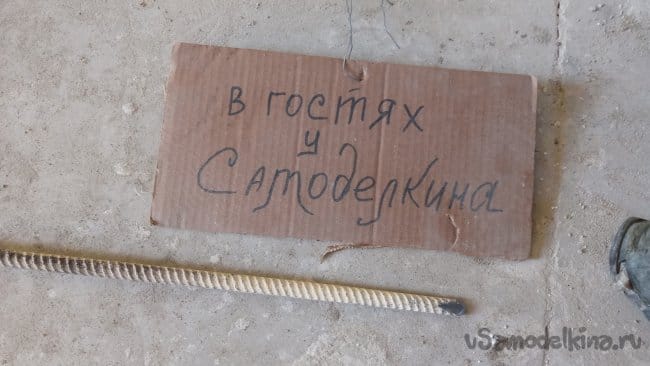 в гостях
у
Самоделкина
vSamodelkina.ru